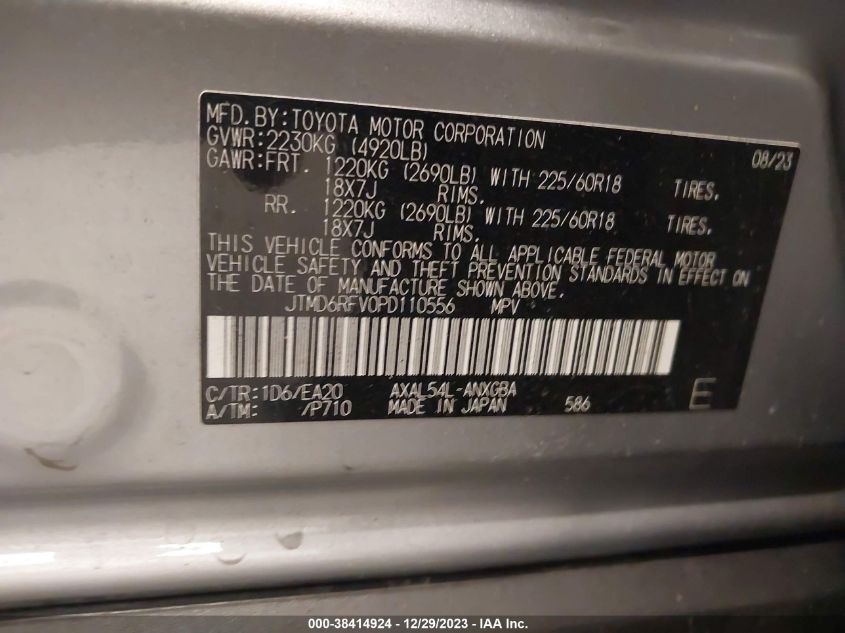 MFD. BY: TOYOTA MOTOR CORPORATION 08/23
GVWR: 2230KG (4920LB)
GAWR: FRT. 1220KG (2690LB) WITH 225/60R18 TIRES,
18X7J RIMS.
RR. 1220KG (2690LB) WITH 225/60R18 TIRES,
18X7J RIMS.
THIS VEHICLE CONFORMS TO ALL APPLICABLE FEDERAL MOTOR
VEHICLE SAFETY AND THEFT PREVENTION STANDARDS IN EFFECT ON
THE DATE OF MANUFACTURE SHOWN ABOVE.
JTMD6RFV0PD110556 MPV
C/TR: 1D6/EA20 AXAL54L-ANXGBA
A/TM: /P710 MADE IN JAPAN 586 E
000-38414924 - 12/29/2023 - IAA Inc.